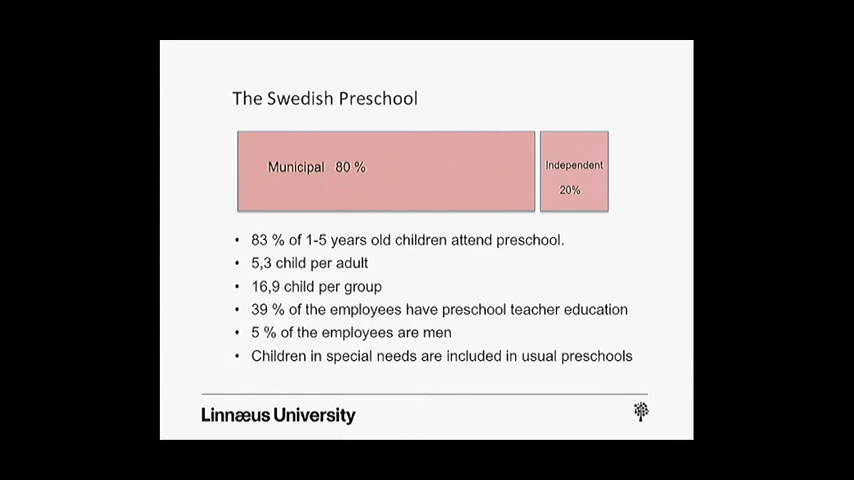 The Swedish Preschool
Municipal 80 %
Independent
20%
• 83 % of 1-5 years old children attend preschool.
• 5,3 child per adult
• 16,9 child per group
• 39 % of the employees have preschool teacher education
• 5 % of the employees are men
• Children in special needs are included in usual preschools
Linnæus University